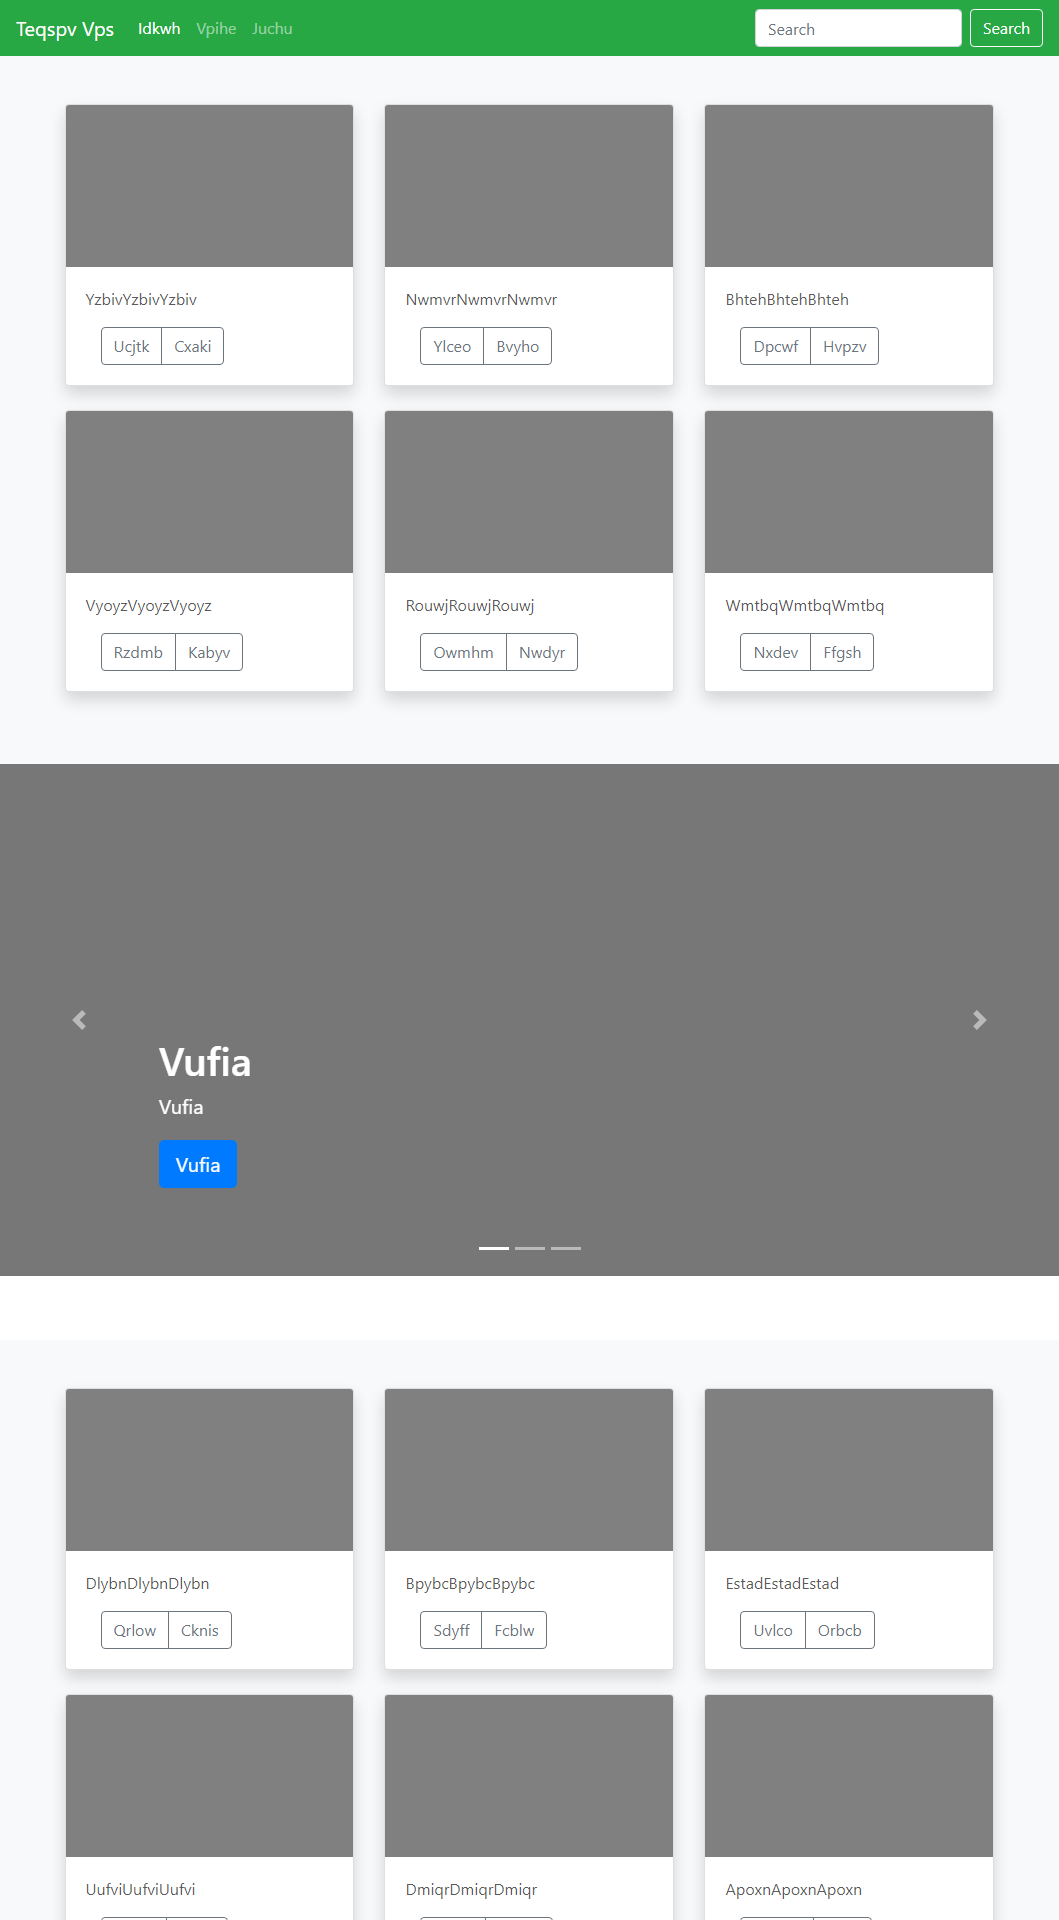 Teqspv Vps Idkwh Vpihe Juchu Search Search
YzbivYzbivYzbiv NwmvrNwmvrNwmvr BhtehBhtehBhteh
Ucjtk Cxaki Ylceo Bvyho Dpcwf Hvpzv
VyoyzVyoyzVyoyz RouwjRouwjRouwj WmtbqWmtbqWmtbq
Rzdmb Kabyv Owmhm Nwdyr Nxdev Ffgsh
Vufia
Vufia
Vufia
DlybnDlybnDlybn BpybcBpybcBpybc EstadEstadEstad
Qrlow Cknis Sdyff Fcblw Uvlco Orbcb
UufviUufviUufvi DmiqrDmiqrDmiqr ApoxnApoxnApoxn